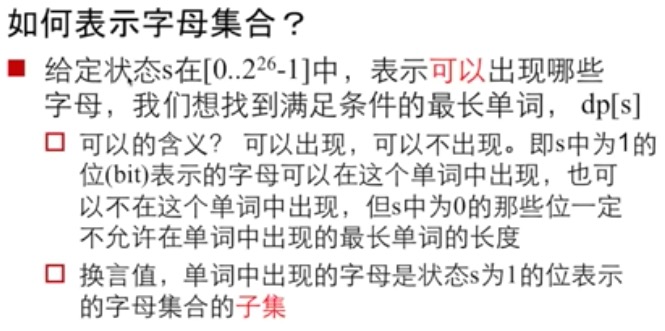 如何表示字母集合？
给定状态s在[0..2²⁶-1]中，表示可以出现哪些
字母，我们想找到满足条件的最长单词， dp[s]
可以的含义？ 可以出现，可以不出现。即s中为1的
位(bit)表示的字母可以在这个单词中出现，也可
以不在这个单词中出现，但s中为0的那些位一定
不允许在单词中出现的最长单词的长度
换言值，单词中出现的字母是状态s为1的位表示
的字母集合的子集